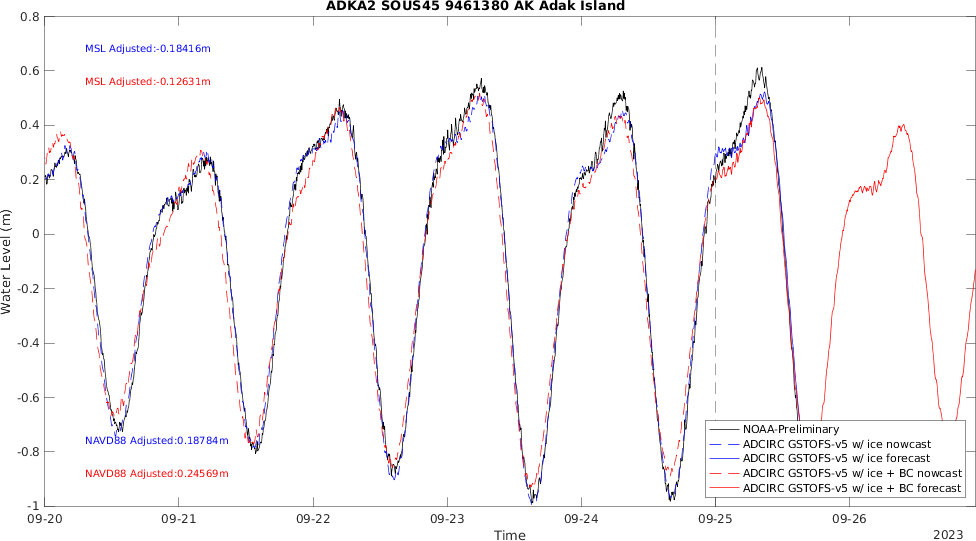 ADKA2 SOUS45 9461380 AK Adak Island
0.8
0.6
0.4
0.2
0
-0.2
-0.4
-0.6
-0.8
-1
Water Level (m)
MSL Adjusted:-0.18416m
MSL Adjusted:-0.12631m
NAVD88 Adjusted:0.18784m
NAVD88 Adjusted:0.24569m
NOAA-Preliminary
ADCIRC GSTOFS-v5 w/ ice nowcast
ADCIRC GSTOFS-v5 w/ ice forecast
ADCIRC GSTOFS-v5 w/ ice + BC nowcast
ADCIRC GSTOFS-v5 w/ ice + BC forecast
09-20 09-21 09-22 09-23 09-24 09-25 09-26
Time
2023